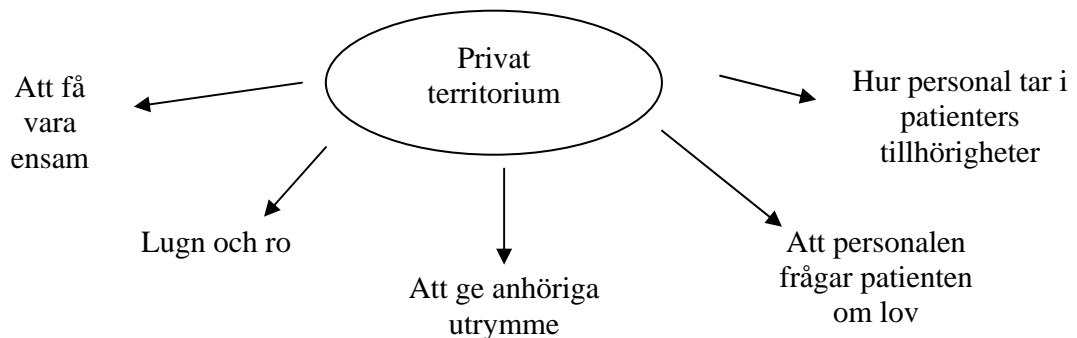 Privat
territorium
Att få
vara
ensam
Lugn och ro
Att ge anhöriga
utrymme
Att personalen
frågar patienten
om lov
Hur personal tar i
patienters
tillhörigheter